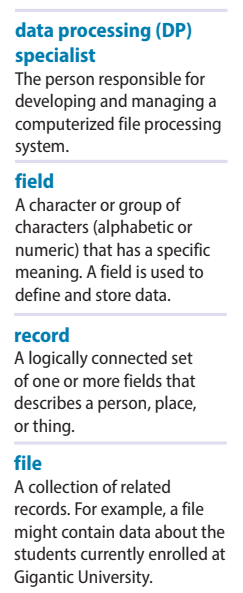 data processing (DP)
specialist
The person responsible for
developing and managing a
computerized file processing
system.
field
A character or group of
characters (alphabetic or
numeric) that has a specific
meaning. A field is used to
define and store data.
record
A logically connected set
of one or more fields that
describes a person, place,
or thing.
file
A collection of related
records. For example, a file
might contain data about the
students currently enrolled at
Gigantic University.